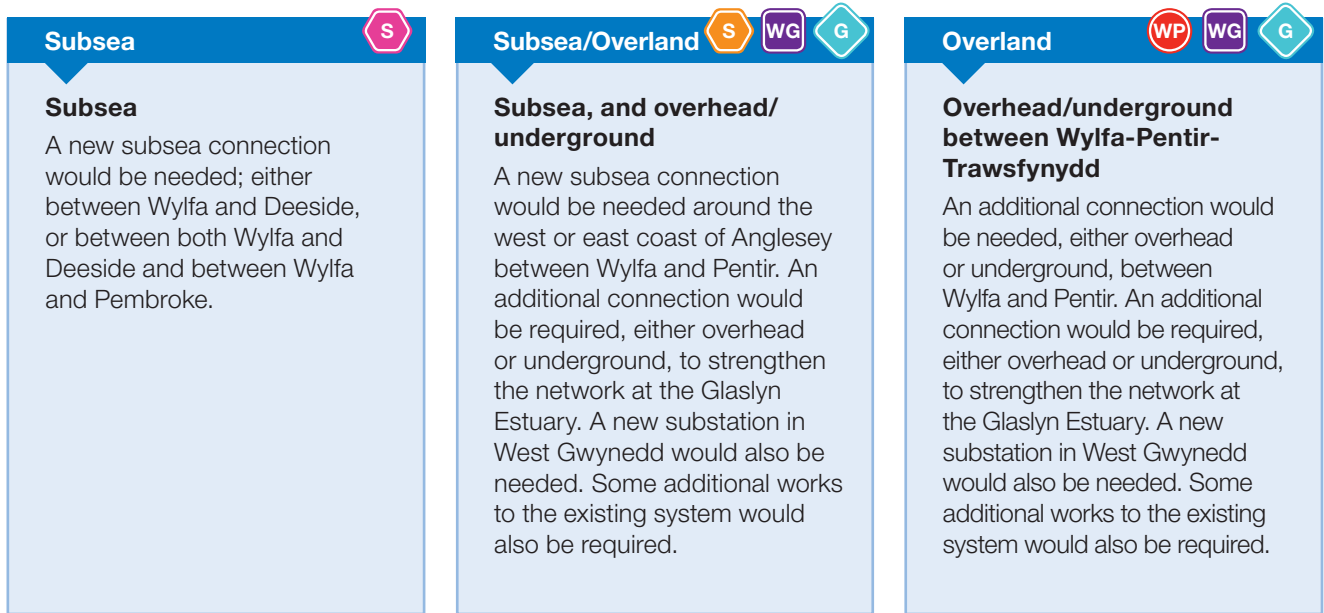 Subsea
S
Subsea
A new subsea connection
would be needed; either
between Wylfa and Deeside,
or between both Wylfa and
Deeside and between Wylfa
and Pembroke.
Subsea/Overland
S
WG
G
Subsea, and overhead/
underground
A new subsea connection
would be needed around the
west or east coast of Anglesey
between Wylfa and Pentir. An
additional connection would
be required, either overhead
or underground, to strengthen
the network at the Glaslyn
Estuary. A new substation in
West Gwynedd would also be
needed. Some additional works
to the existing system would
also be required.
Overland
WP
WG
G
Overhead/underground
between Wylfa-Pentir-
Trawsfynydd
An additional connection would
be needed, either overhead
or underground, between
Wylfa and Pentir. An additional
connection would be required,
either overhead or underground,
to strengthen the network at
the Glaslyn Estuary. A new
substation in West Gwynedd
would also be needed. Some
additional works to the existing
system would also be required.